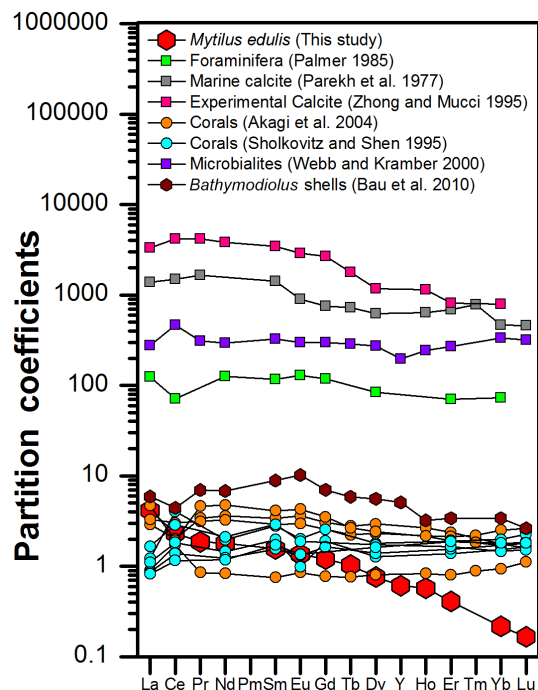 1000000
100000
10000
1000
100
10
1
0.1
Partition coefficients
Mytilus edulis (This study)
Foraminifera (Palmer 1985)
Marine calcite (Parekh et al. 1977)
Experimental Calcite (Zhong and Mucci 1995)
Corals (Akagi et al. 2004)
Corals (Sholkovitz and Shen 1995)
Microbialites (Webb and Kramber 2000)
Bathymodiolus shells (Bau et al. 2010)
La Ce Pr Nd Pm Sm Eu Gd Tb Dy Y Ho Er Tm Yb Lu